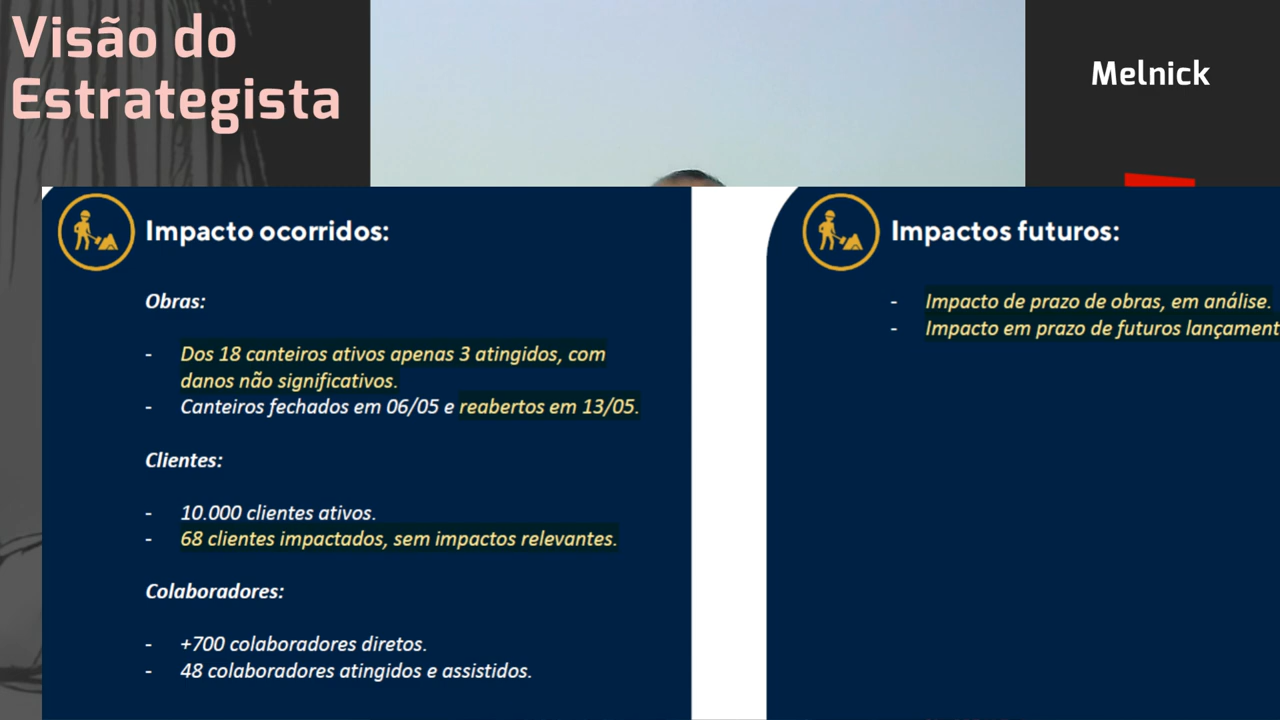 Visão do
Estrategista
Melnick
Impacto ocorridos:
Obras:
- Dos 18 canteiros ativos apenas 3 atingidos, com
danos não significativos.
- Canteiros fechados em 06/05 e reabertos em 13/05.
Clientes:
- 10.000 clientes ativos.
- 68 clientes impactados, sem impactos relevantes.
Colaboradores:
- +700 colaboradores diretos.
- 48 colaboradores atingidos e assistidos.
Impactos futuros:
- Impacto de prazo de obras, em análise.
- Impacto em prazo de futuros lançament